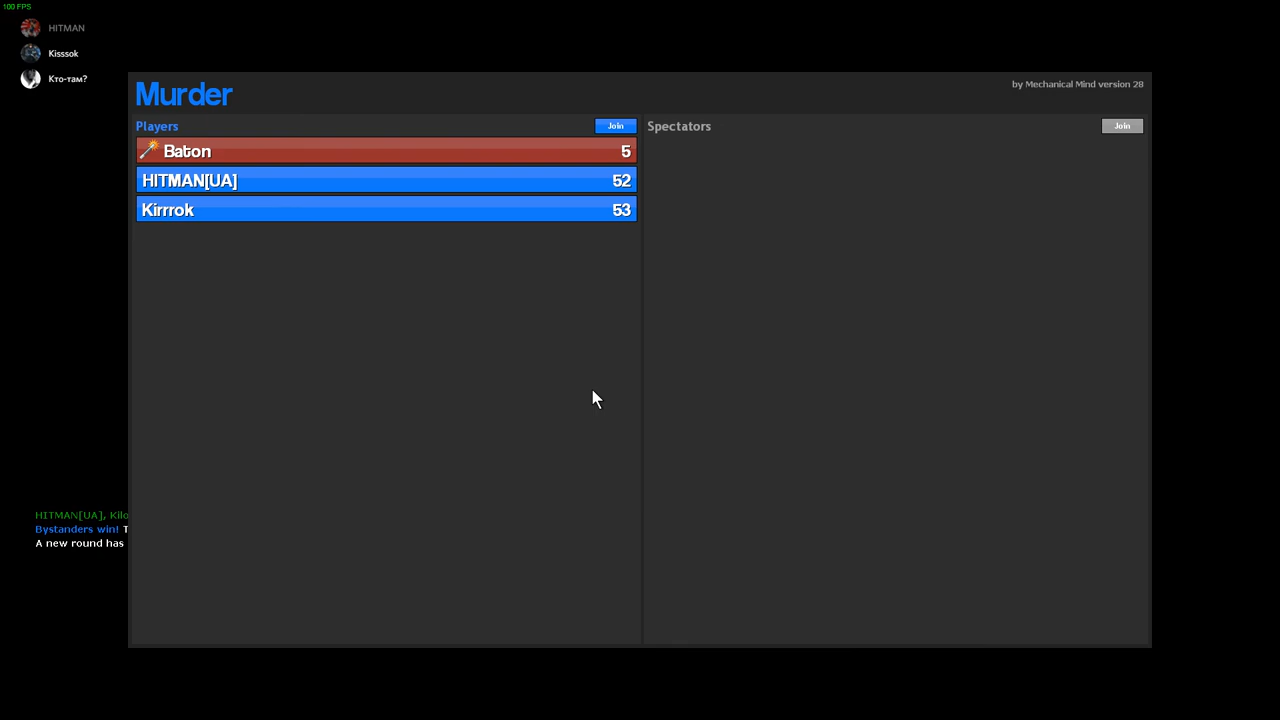 100 FPS
HITMAN
Kisssok
Кто-там?
Murder
by Mechanical Mind version 28
Players
Join
Spectators
Join
Baton 5
HITMAN[UA] 52
Kirrrok 53
HITMAN[UA], Kilo
Bystanders win! T
A new round has